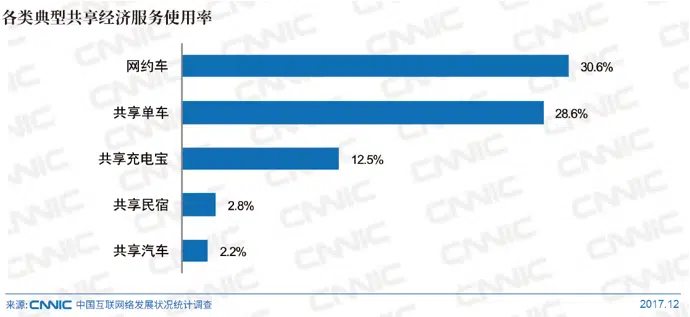 各类典型共享经济服务使用率
网约车 30.6%
共享单车 28.6%
共享充电宝 12.5%
共享民宿 2.8%
共享汽车 2.2%
来源: CNNIC 中国互联网络发展状况统计调查 2017.12